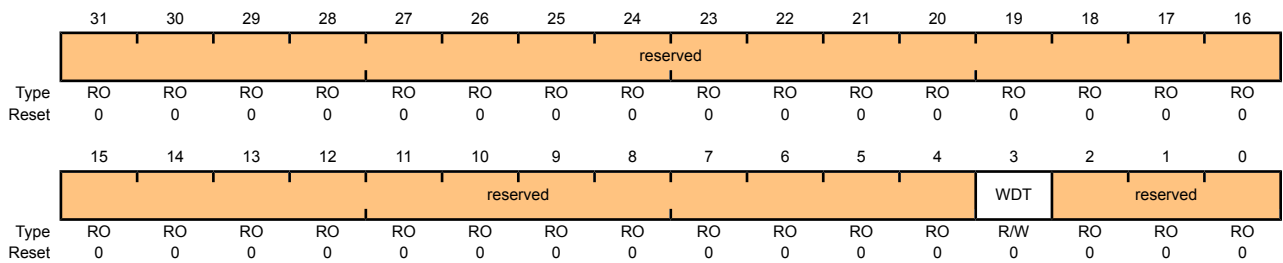 31 30 29 28 27 26 25 24 23 22 21 20 19 18 17 16
reserved
Type RO RO RO RO RO RO RO RO RO RO RO RO RO RO RO RO
Reset 0 0 0 0 0 0 0 0 0 0 0 0 0 0 0 0
15 14 13 12 11 10 9 8 7 6 5 4 3 2 1 0
reserved WDT reserved
Type RO RO RO RO RO RO RO RO RO RO RO RO R/W RO RO RO
Reset 0 0 0 0 0 0 0 0 0 0 0 0 0 0 0 0